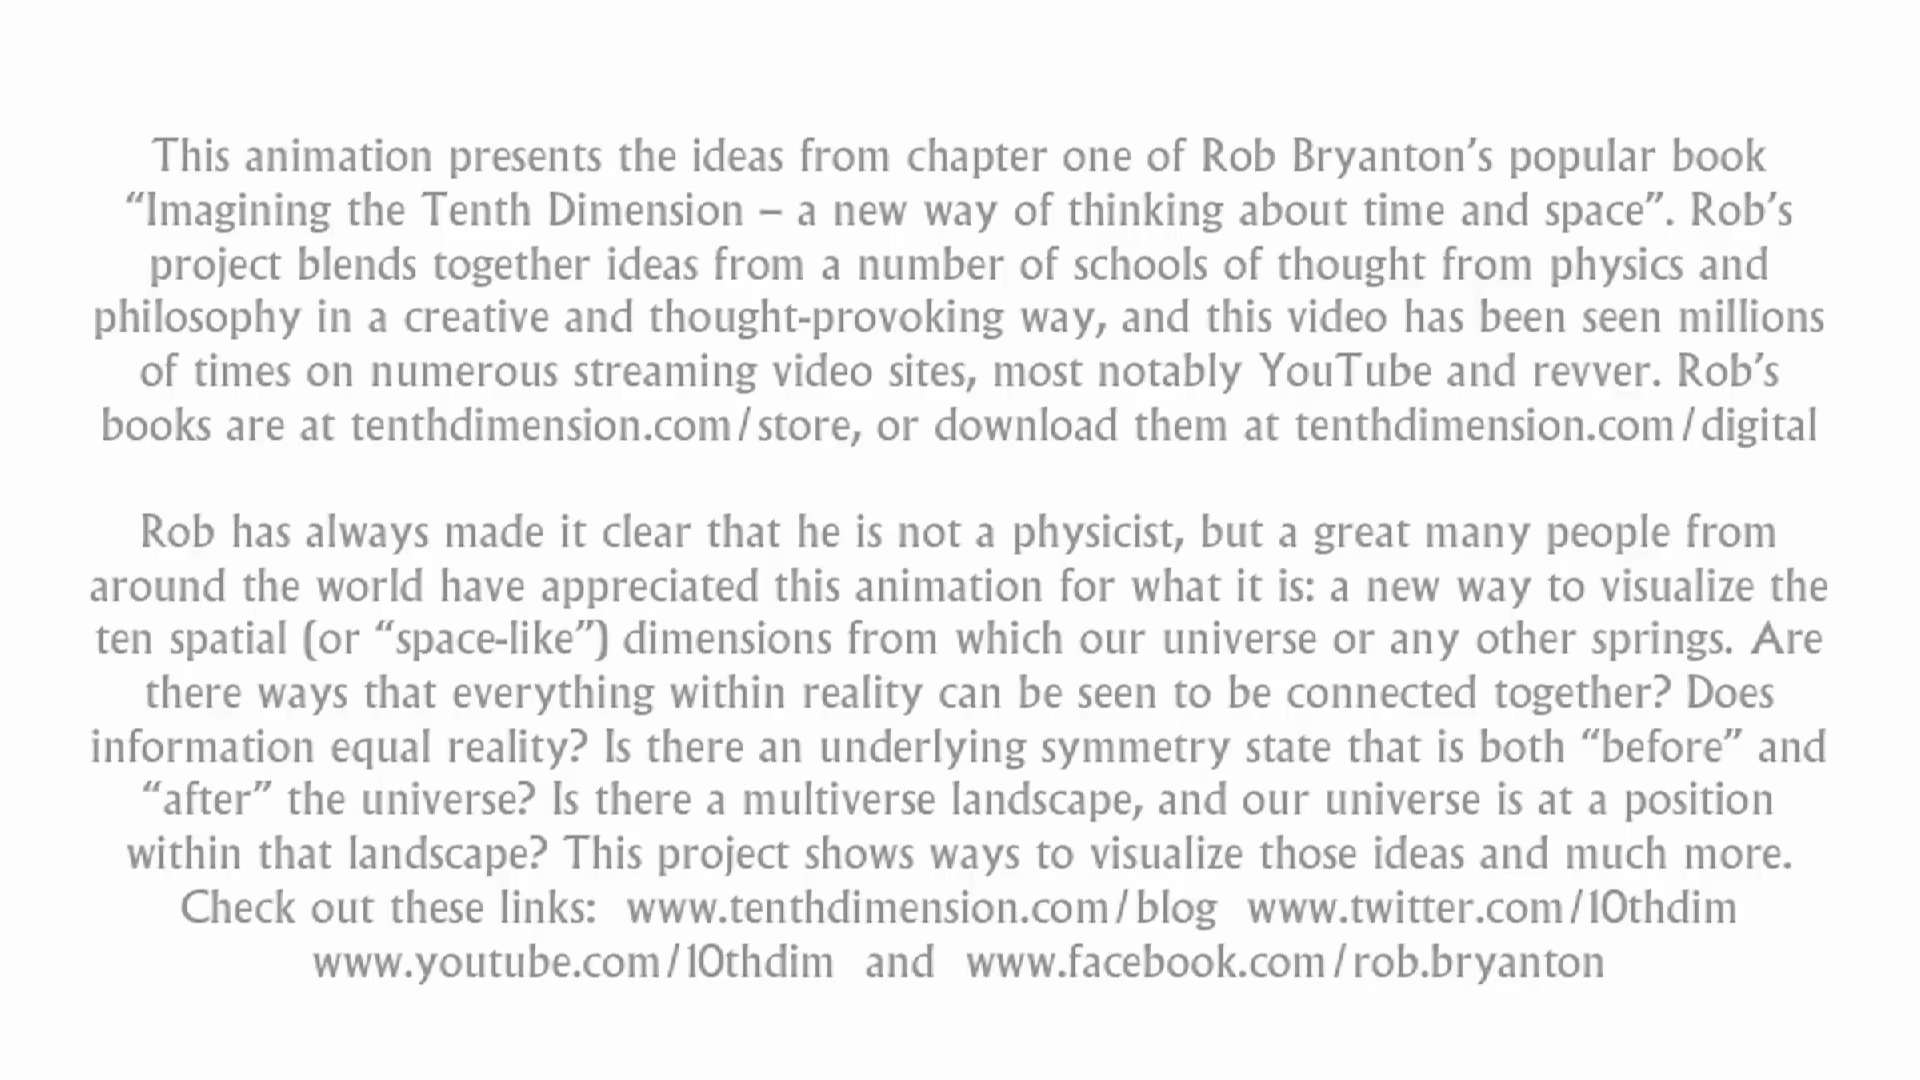 This animation presents the ideas from chapter one of Rob Bryanton’s popular book
“Imagining the Tenth Dimension – a new way of thinking about time and space”. Rob’s
project blends together ideas from a number of schools of thought from physics and
philosophy in a creative and thought-provoking way, and this video has been seen millions
of times on numerous streaming video sites, most notably YouTube and revver. Rob’s
books are at tenthdimension.com/store, or download them at tenthdimension.com/digital
Rob has always made it clear that he is not a physicist, but a great many people from
around the world have appreciated this animation for what it is: a new way to visualize the
ten spatial (or “space-like”) dimensions from which our universe or any other springs. Are
there ways that everything within reality can be seen to be connected together? Does
information equal reality? Is there an underlying symmetry state that is both “before” and
“after” the universe? Is there a multiverse landscape, and our universe is at a position
within that landscape? This project shows ways to visualize those ideas and much more.
Check out these links: www.tenthdimension.com/blog www.twitter.com/10thdim
www.youtube.com/10thdim and www.facebook.com/rob.bryanton